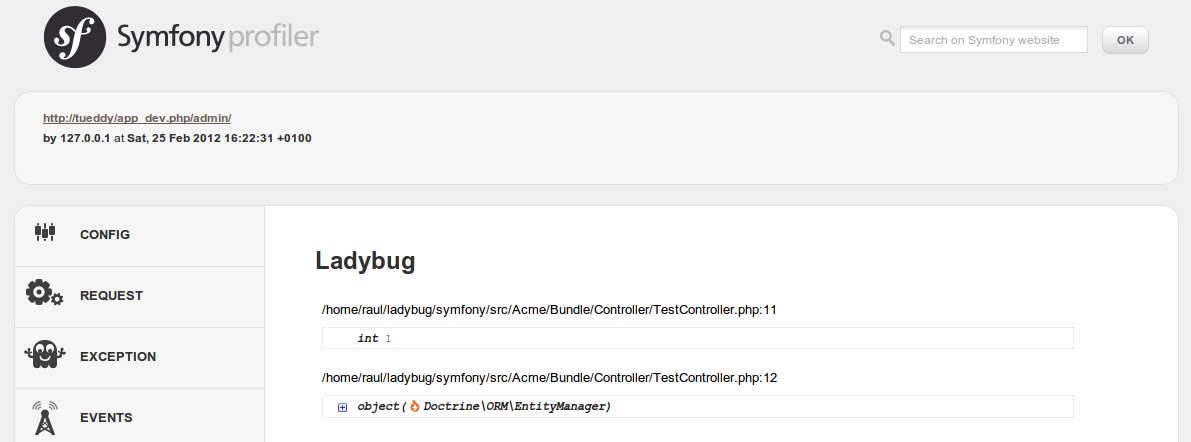 sf Symfony profiler
Search on Symfony website
OK
http://tueddy/app_dev.php/admin/
by 127.0.0.1 at Sat, 25 Feb 2012 16:22:31 +0100
CONFIG
REQUEST
EXCEPTION
EVENTS
Ladybug
/home/raul/ladybug/symfony/src/Acme/Bundle/Controller/TestController.php:11
int 1
/home/raul/ladybug/symfony/src/Acme/Bundle/Controller/TestController.php:12
object(Doctrine\ORM\EntityManager)